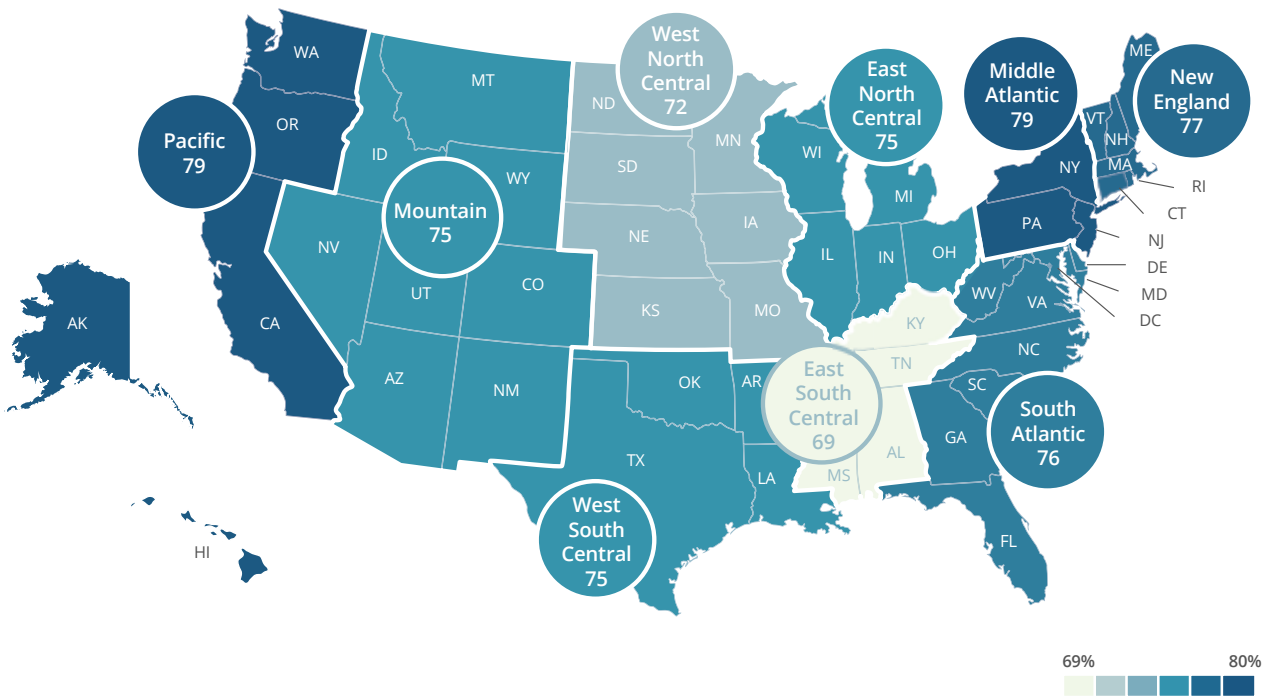 West
North
Central
72
East
North
Central
75
Middle
Atlantic
79
New
England
77
Pacific
79
Mountain
75
West
South
Central
75
East
South
Central
69
South
Atlantic
76
WA
OR
CA
AK
HI
MT
ID
WY
NV
UT
CO
AZ
NM
ND
SD
NE
KS
MN
IA
MO
WI
MI
IL
IN
OH
OK
AR
TX
LA
KY
TN
MS
AL
WV
VA
NC
SC
GA
FL
NY
PA
ME
VT
NH
MA
RI
CT
NJ
DE
MD
DC
69% 80%